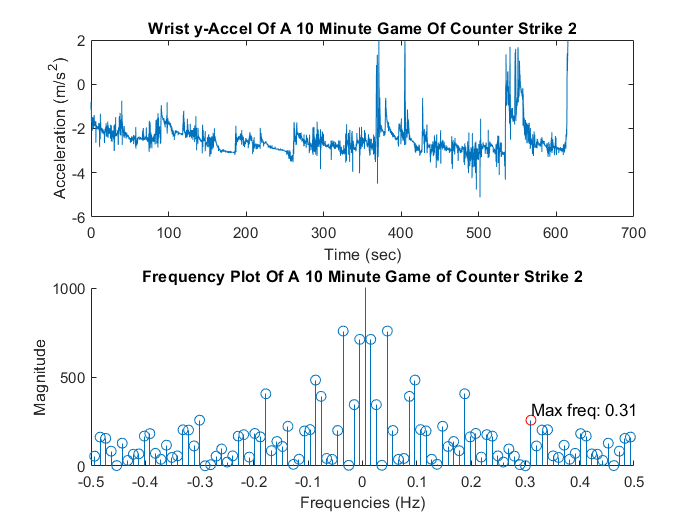 Wrist y-Accel Of A 10 Minute Game Of Counter Strike 2
Acceleration (m/s²)
2
0
-2
-4
-6
0 100 200 300 400 500 600 700
Time (sec)
Frequency Plot Of A 10 Minute Game of Counter Strike 2
Magnitude
1000
500
0
Max freq: 0.31
-0.5 -0.4 -0.3 -0.2 -0.1 0 0.1 0.2 0.3 0.4 0.5
Frequencies (Hz)